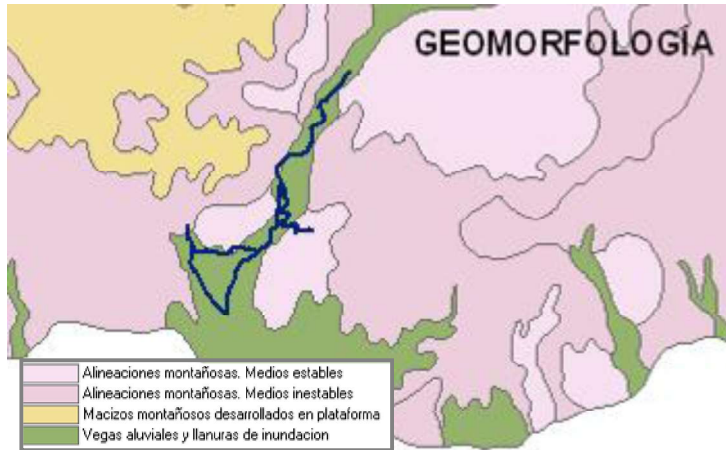 GEOMORFOLOGÍA
Alineaciones montañosas. Medios estables
Alineaciones montañosas. Medios inestables
Macizos montañosos desarrollados en plataforma
Vegas aluviales y llanuras de inundacion